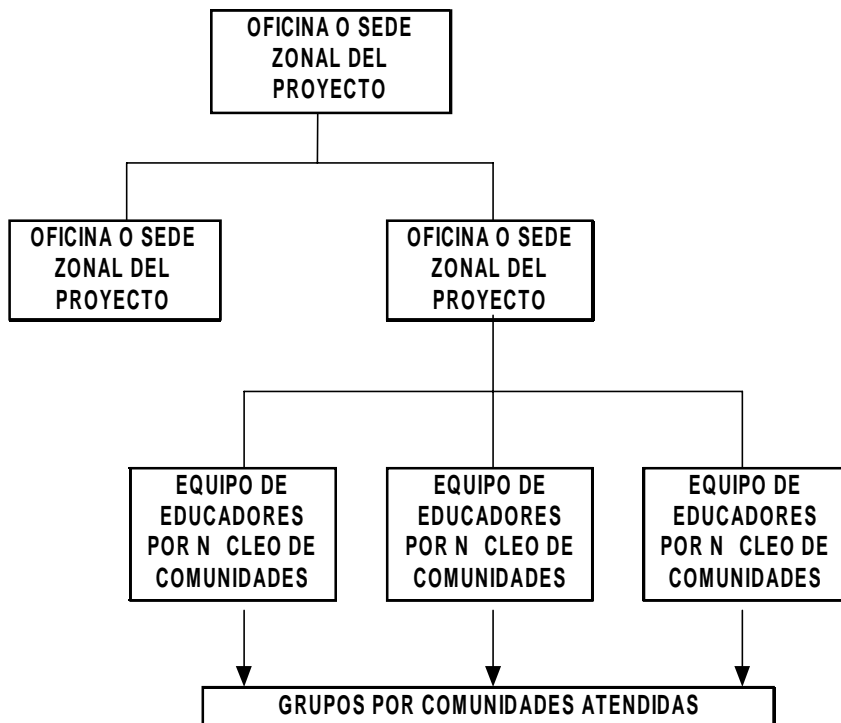 OFICINA O SEDE
ZONAL DEL
PROYECTO
OFICINA O SEDE
ZONAL DEL
PROYECTO
OFICINA O SEDE
ZONAL DEL
PROYECTO
EQUIPO DE
EDUCADORES
POR N CLEO DE
COMUNIDADES
EQUIPO DE
EDUCADORES
POR N CLEO DE
COMUNIDADES
EQUIPO DE
EDUCADORES
POR N CLEO DE
COMUNIDADES
GRUPOS POR COMUNIDADES ATENDIDAS